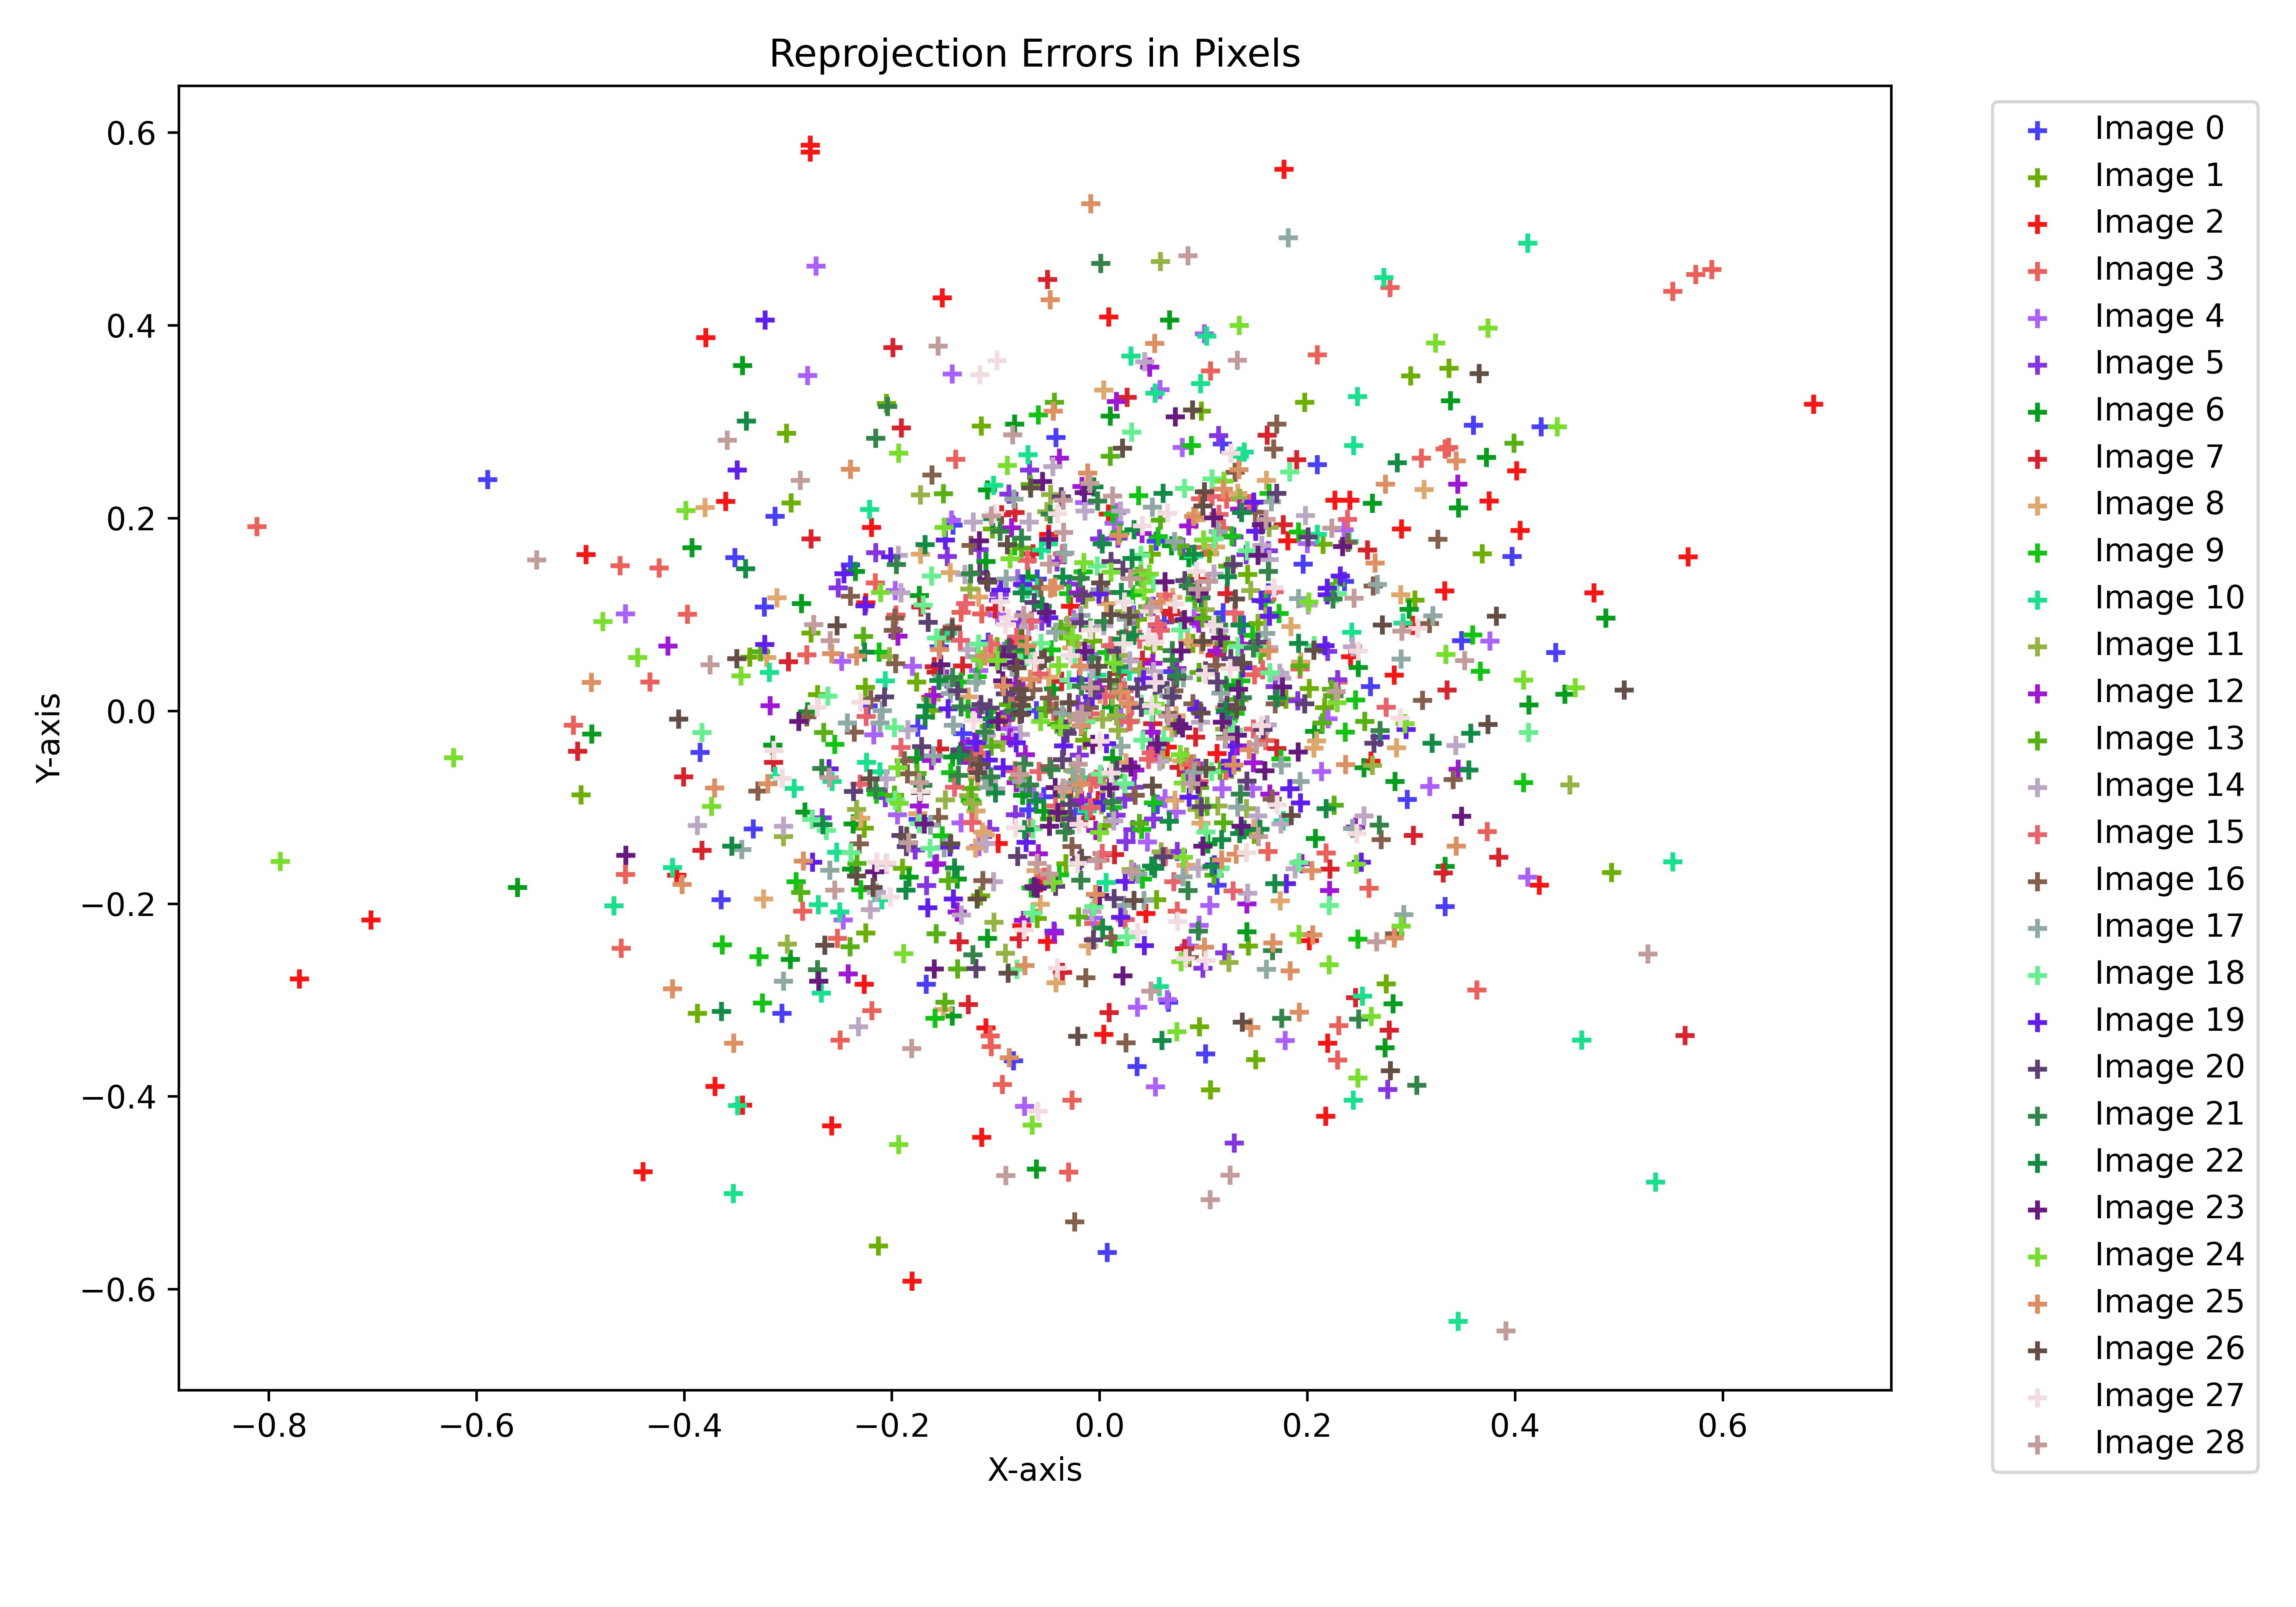 Reprojection Errors in Pixels
0.6
0.4
0.2
0.0
−0.2
−0.4
−0.6
Y-axis
−0.8 −0.6 −0.4 −0.2 0.0 0.2 0.4 0.6
X-axis
Image 0
Image 1
Image 2
Image 3
Image 4
Image 5
Image 6
Image 7
Image 8
Image 9
Image 10
Image 11
Image 12
Image 13
Image 14
Image 15
Image 16
Image 17
Image 18
Image 19
Image 20
Image 21
Image 22
Image 23
Image 24
Image 25
Image 26
Image 27
Image 28